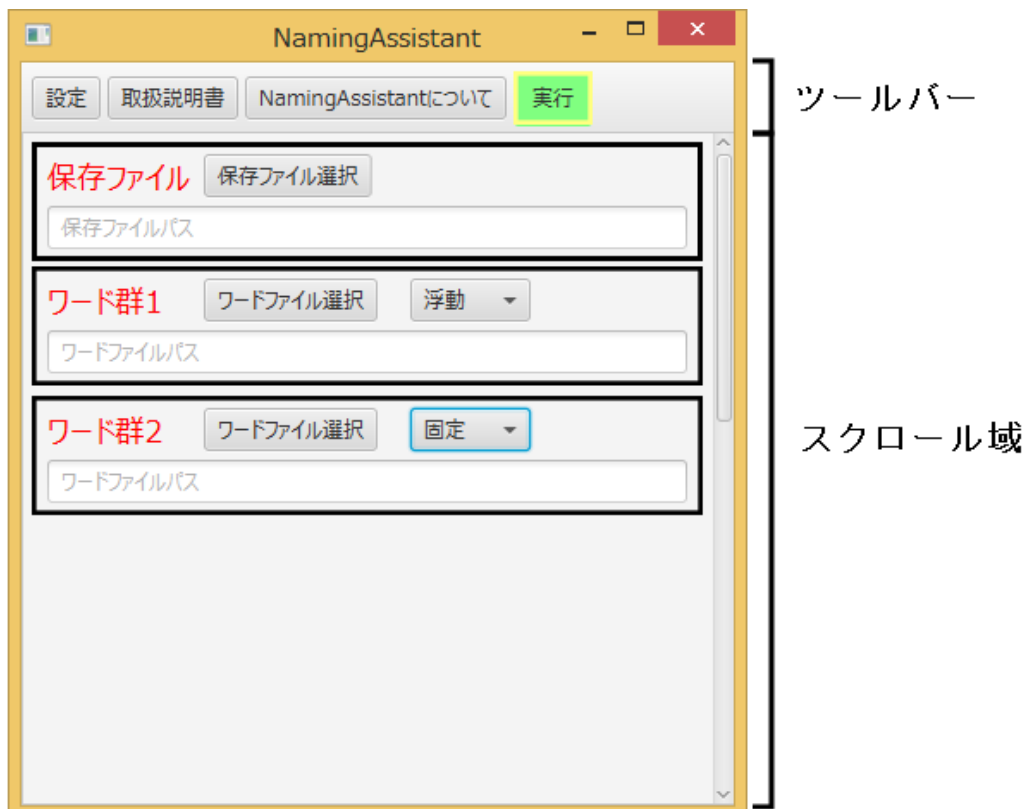 NamingAssistant
設定 取扱説明書 NamingAssistantについて 実行
ツールバー
保存ファイル 保存ファイル選択
保存ファイルパス
ワード群1 ワードファイル選択 浮動
ワードファイルパス
ワード群2 ワードファイル選択 固定
スクロール域
ワードファイルパス